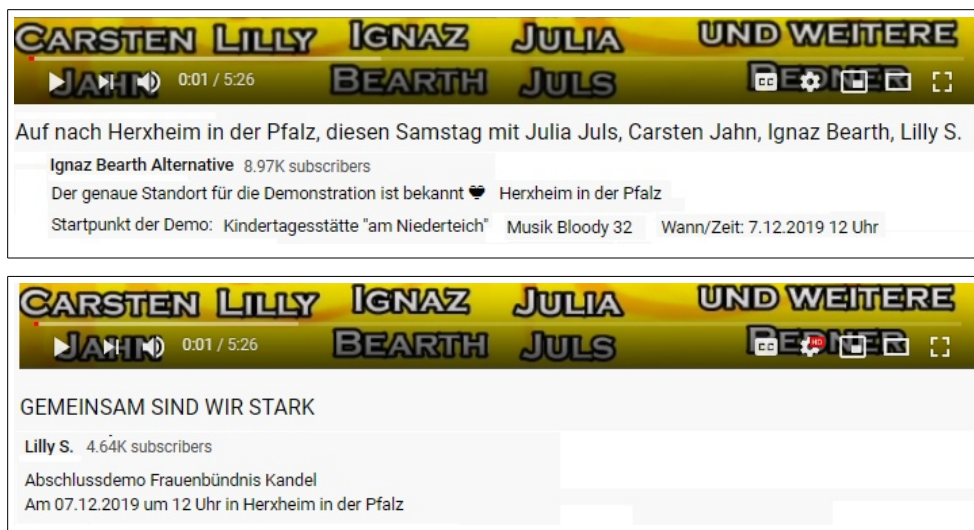 CARSTEN LILLY IGNAZ JULIA UND WEITERE
JAHN BEARTH JULS REDNER
0:01 / 5:26
CC
Auf nach Herxheim in der Pfalz, diesen Samstag mit Julia Juls, Carsten Jahn, Ignaz Bearth, Lilly S.
Ignaz Bearth Alternative 8.97K subscribers
Der genaue Standort für die Demonstration ist bekannt 🖤 Herxheim in der Pfalz
Startpunkt der Demo: Kindertagesstätte "am Niederteich" Musik Bloody 32 Wann/Zeit: 7.12.2019 12 Uhr
CARSTEN LILLY IGNAZ JULIA UND WEITERE
JAHN BEARTH JULS REDNER
0:01 / 5:26
CC HD
GEMEINSAM SIND WIR STARK
Lilly S. 4.64K subscribers
Abschlussdemo Frauenbündnis Kandel
Am 07.12.2019 um 12 Uhr in Herxheim in der Pfalz